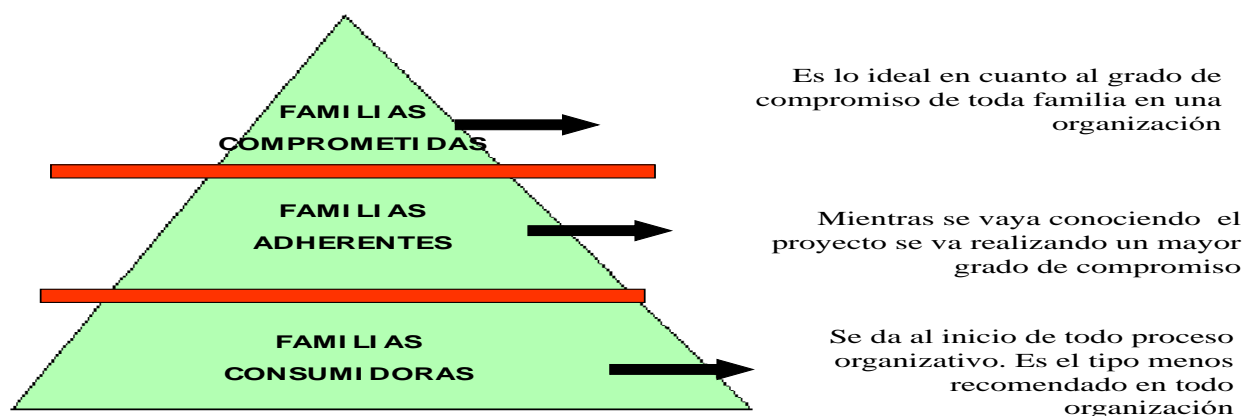 FAMILIAS
COMPROMETIDAS
Es lo ideal en cuanto al grado de
compromiso de toda familia en una
organización
FAMILIAS
ADHERENTES
Mientras se vaya conociendo el
proyecto se va realizando un mayor
grado de compromiso
FAMILIAS
CONSUMIDORAS
Se da al inicio de todo proceso
organizativo. Es el tipo menos
recomendado en todo
organización